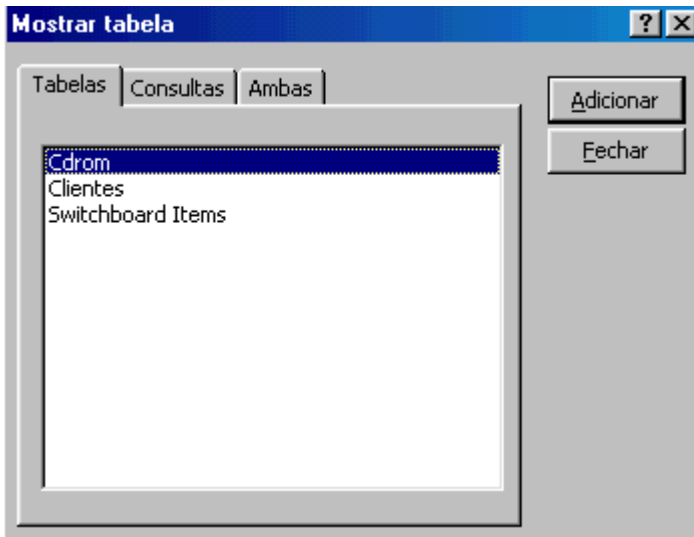 Mostrar tabela
Tabelas Consultas Ambas
Adicionar
Fechar
Cdrom
Clientes
Switchboard Items